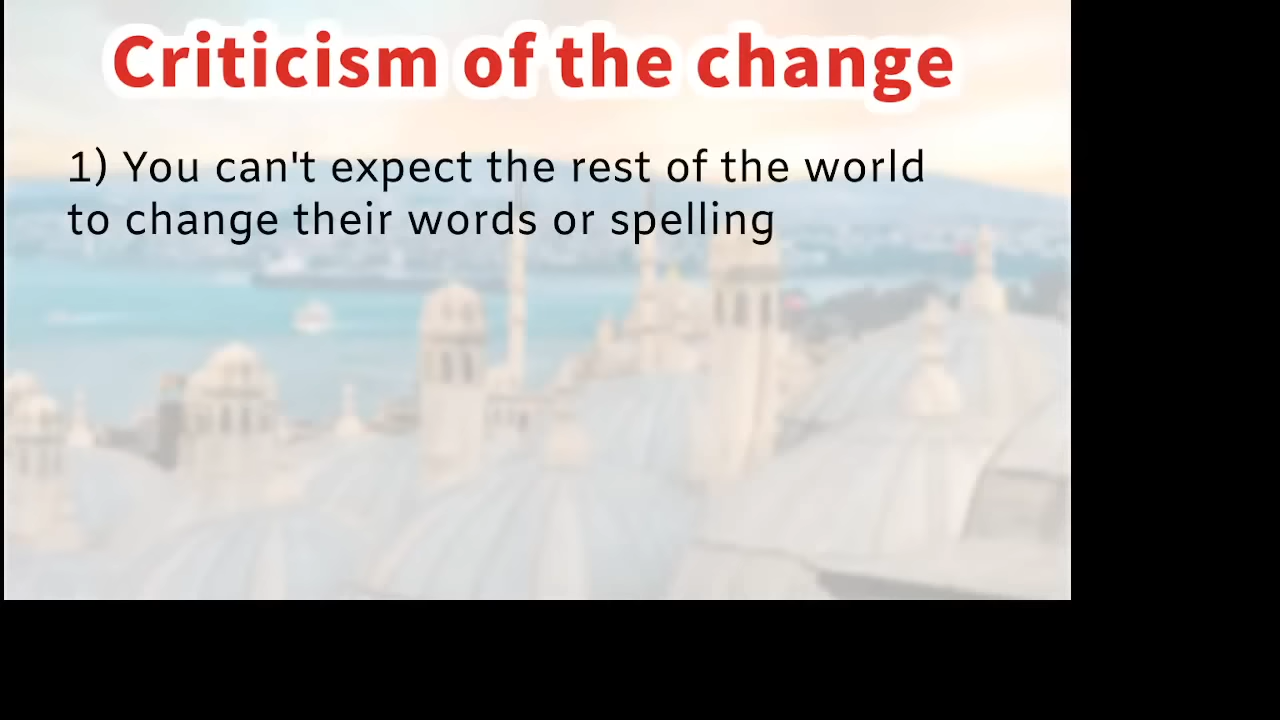 Criticism of the change
1) You can't expect the rest of the world
to change their words or spelling